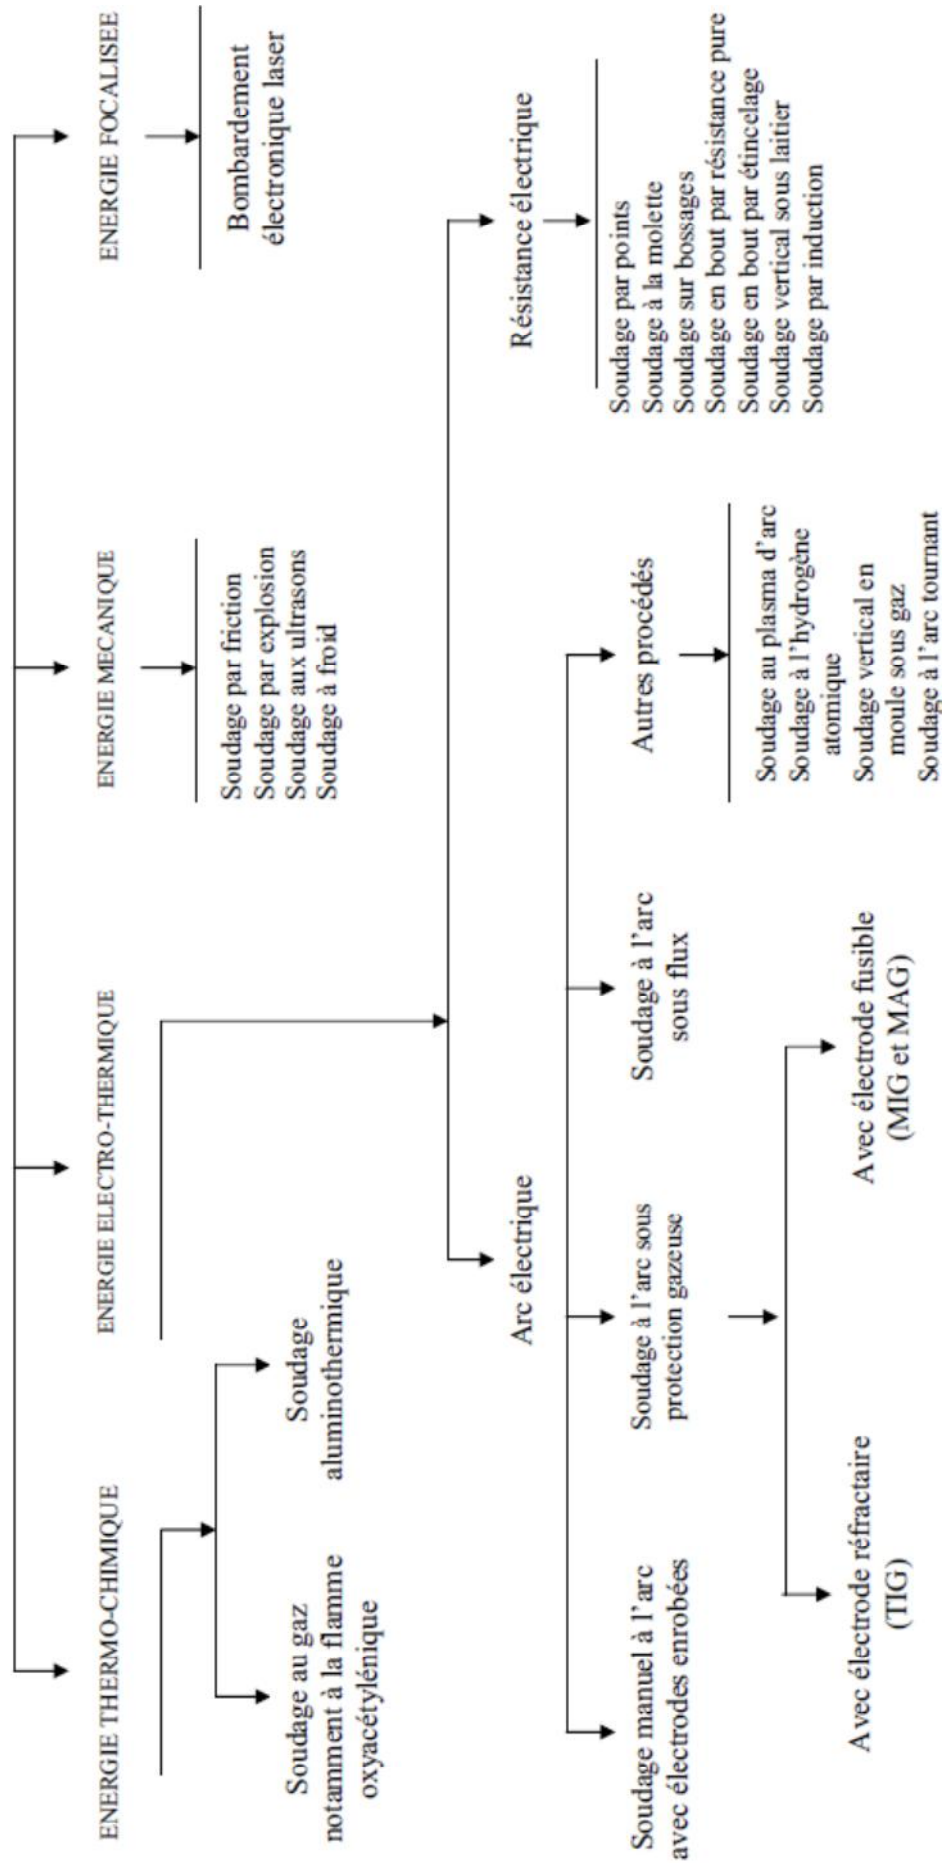 ENERGIE THERMO-CHIMIQUE
ENERGIE ELECTRO-THERMIQUE
ENERGIE MECANIQUE
ENERGIE FOCALISEE
Soudage au gaz
notamment à la flamme
oxyacétylénique
Soudage
aluminothermique
Soudage par friction
Soudage par explosion
Soudage aux ultrasons
Soudage à froid
Bombardement
électronique laser
Arc électrique
Résistance électrique
Soudage manuel à l'arc
avec électrodes enrobées
Soudage à l'arc sous
protection gazeuse
Soudage à l'arc
sous flux
Autres procédés
Soudage par points
Soudage à la molette
Soudage sur bossages
Soudage en bout par résistance pure
Soudage en bout par étincelage
Soudage vertical sous laitier
Soudage par induction
Soudage au plasma d'arc
Soudage à l'hydrogène
atomique
Soudage vertical en
moule sous gaz
Soudage à l'arc tournant
Avec électrode réfractaire
(TIG)
Avec électrode fusible
(MIG et MAG)